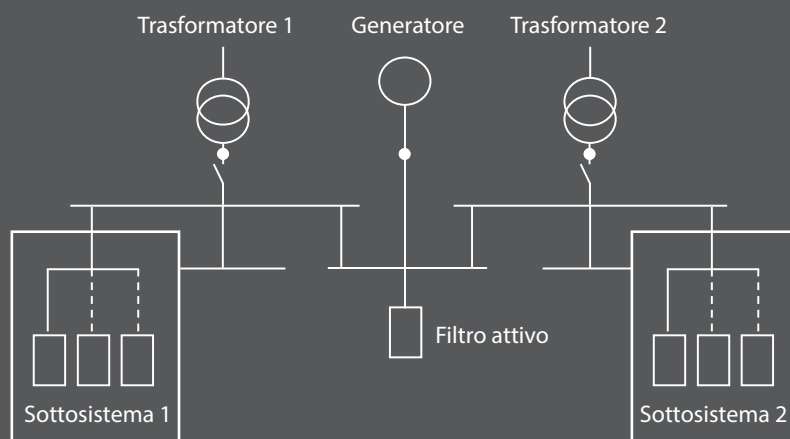 Trasformatore 1
Generatore
Trasformatore 2
Filtro attivo
Sottosistema 1
Sottosistema 2